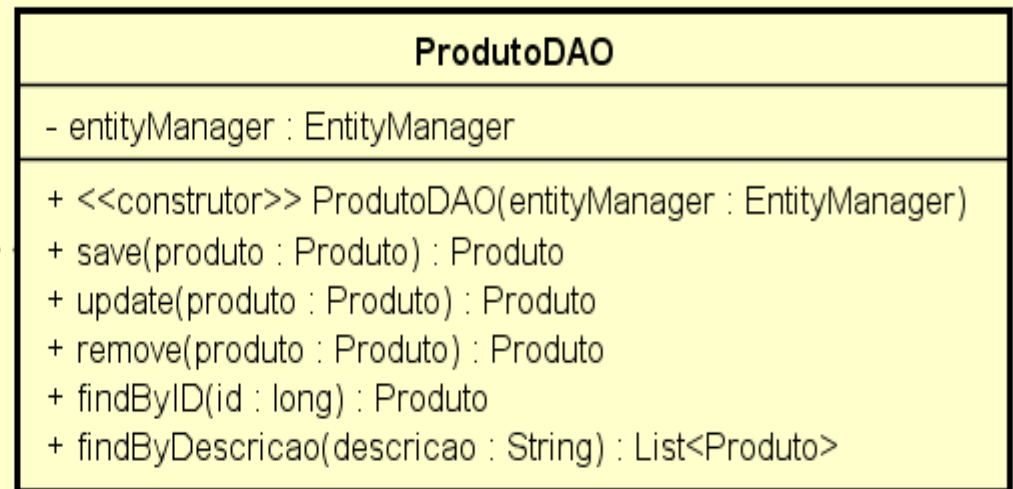 ProdutoDAO
- entityManager : EntityManager
+ <<construtor>> ProdutoDAO(entityManager : EntityManager)
+ save(produto : Produto) : Produto
+ update(produto : Produto) : Produto
+ remove(produto : Produto) : Produto
+ findByID(id : long) : Produto
+ findByDescricao(descricao : String) : List<Produto>